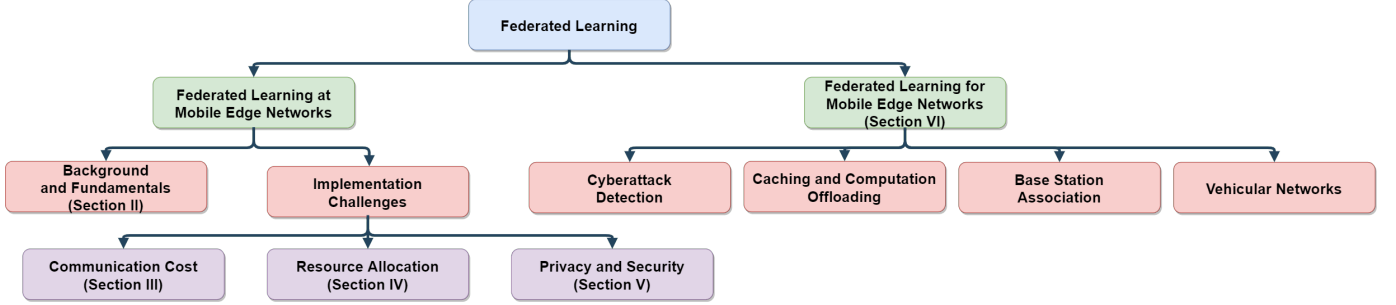 Federated Learning
Federated Learning at
Mobile Edge Networks
Federated Learning for
Mobile Edge Networks
(Section VI)
Background
and Fundamentals
(Section II)
Implementation
Challenges
Cyberattack
Detection
Caching and Computation
Offloading
Base Station
Association
Vehicular Networks
Communication Cost
(Section III)
Resource Allocation
(Section IV)
Privacy and Security
(Section V)